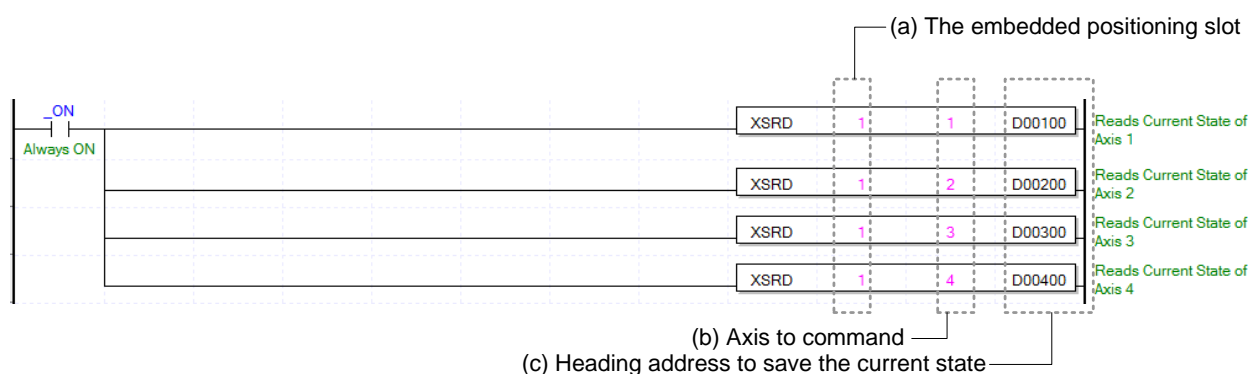 (a) The embedded positioning slot
_ON
Always ON
XSRD 1 1 D00100
Reads Current State of
Axis 1
XSRD 1 2 D00200
Reads Current State of
Axis 2
XSRD 1 3 D00300
Reads Current State of
Axis 3
XSRD 1 4 D00400
Reads Current State of
Axis 4
(b) Axis to command
(c) Heading address to save the current state